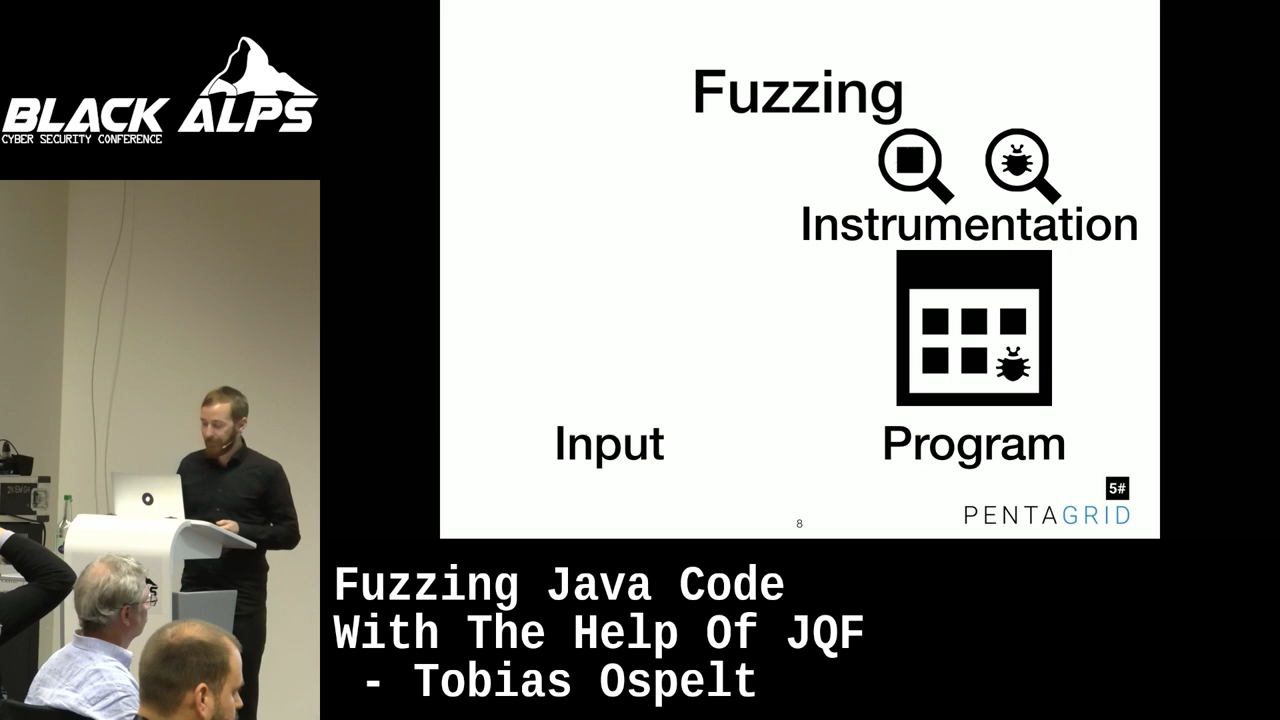 BLACK ALPS
CYBER SECURITY CONFERENCE
Fuzzing
Instrumentation
Input
Program
5#
PENTAGRID
8
Fuzzing Java Code
With The Help Of JQF
- Tobias Ospelt